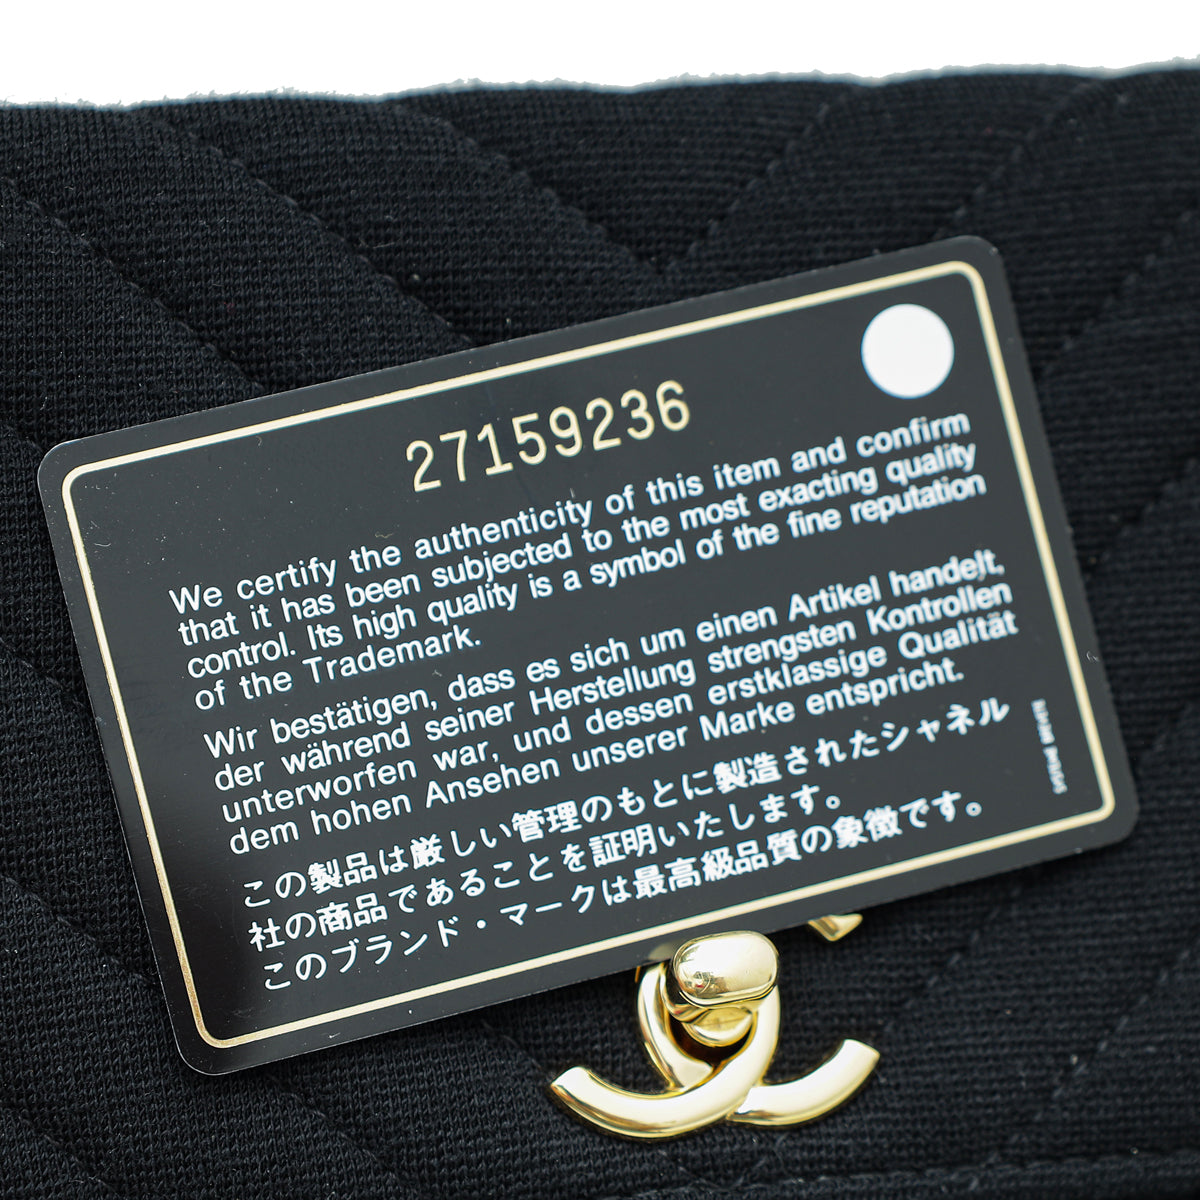 27159236
We certify the authenticity of this item and confirm
that it has been subjected to the most exacting quality
control. Its high quality is a symbol of the fine reputation
of the Trademark.
Wir bestätigen, dass es sich um einen Artikel handelt,
der während seiner Herstellung strengsten Kontrollen
unterworfen war, und dessen erstklassige Qualität
dem hohen Ansehen unserer Marke entspricht.
この製品は厳しい管理のもとに製造されたシャネル
社の商品であることを証明いたします。
このブランド・マークは最高級品質の象徴です。